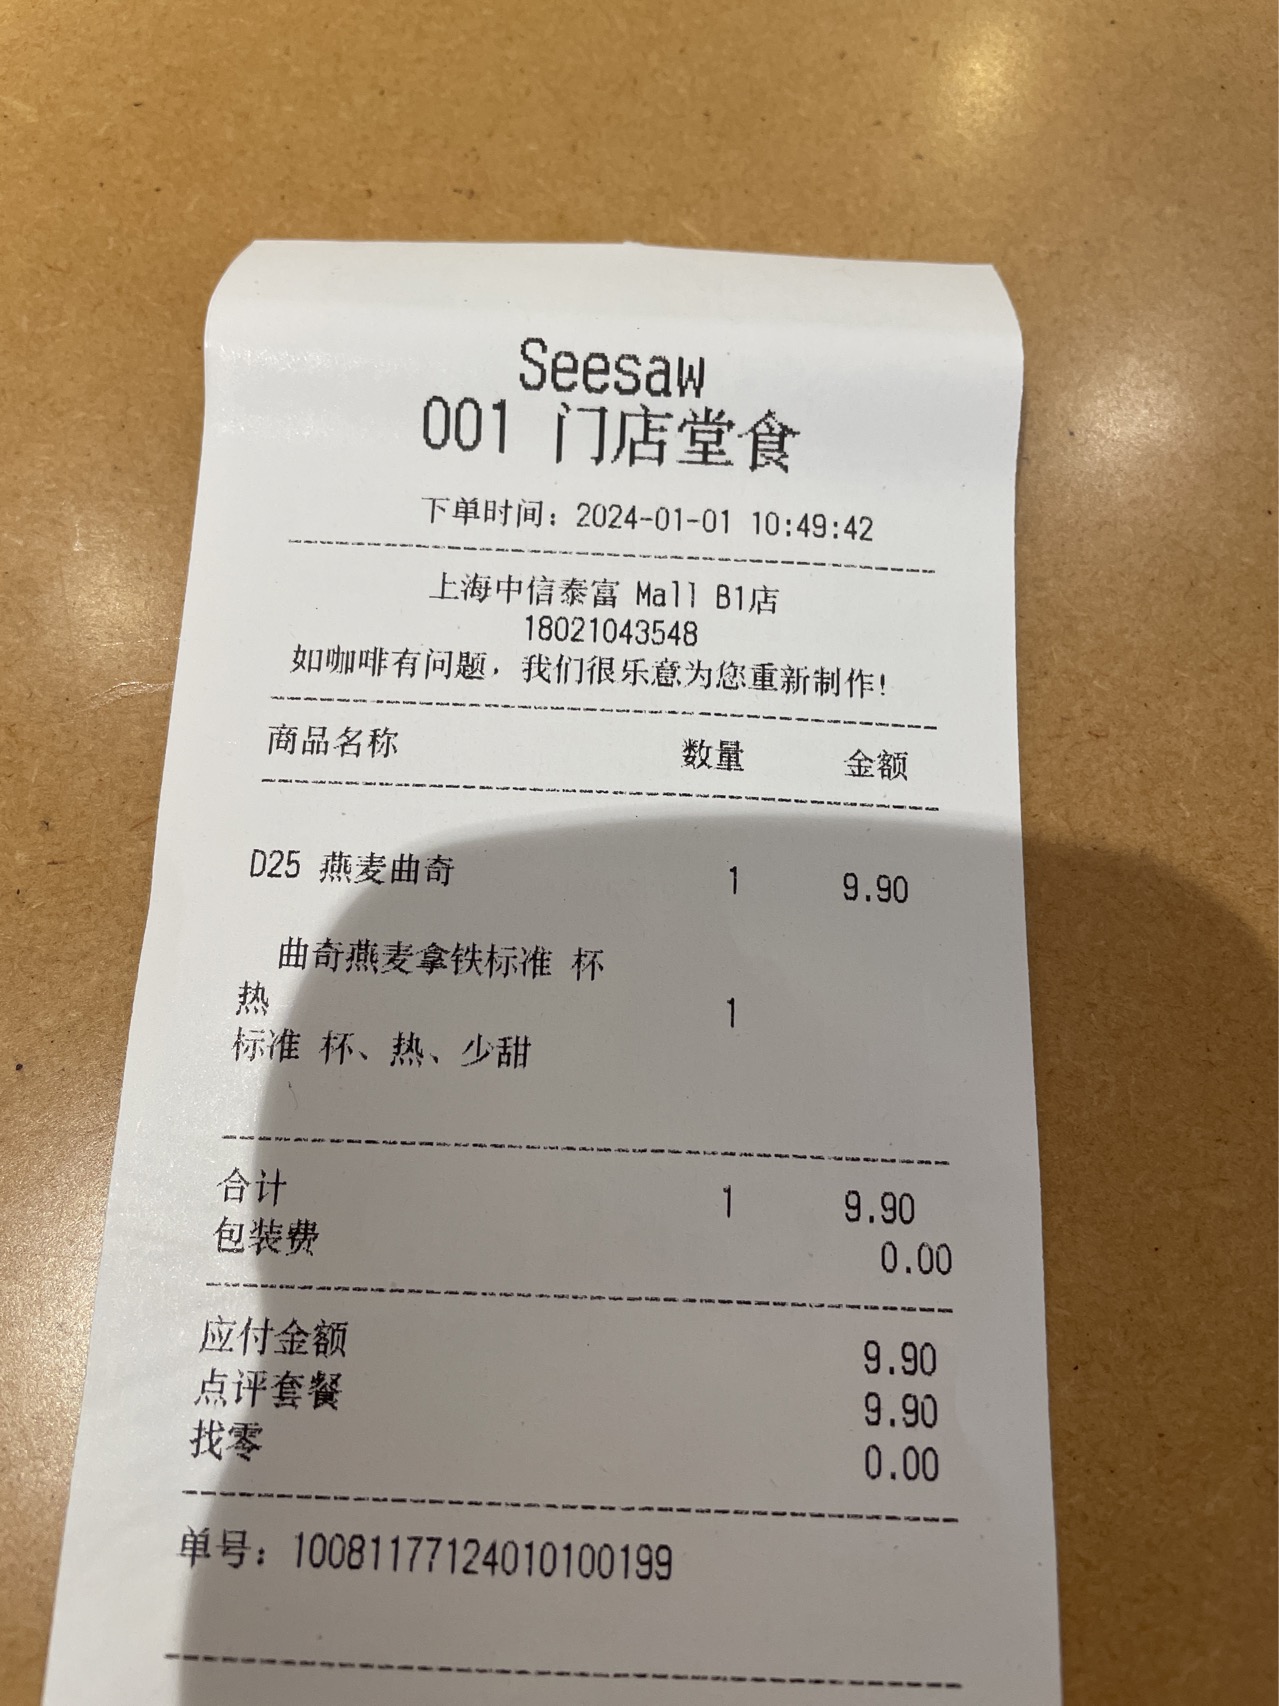 Seesaw
001 门店堂食
下单时间：2024-01-01 10:49:42
上海中信泰富 Mall B1店
18021043548
如咖啡有问题，我们很乐意为您重新制作！
商品名称 数量 金额
D25 燕麦曲奇 1 9.90
曲奇燕麦拿铁标准 杯
热 1
标准 杯、热、少甜
合计 1 9.90
包装费 0.00
应付金额 9.90
点评套餐 9.90
找零 0.00
单号：10081177124010100199